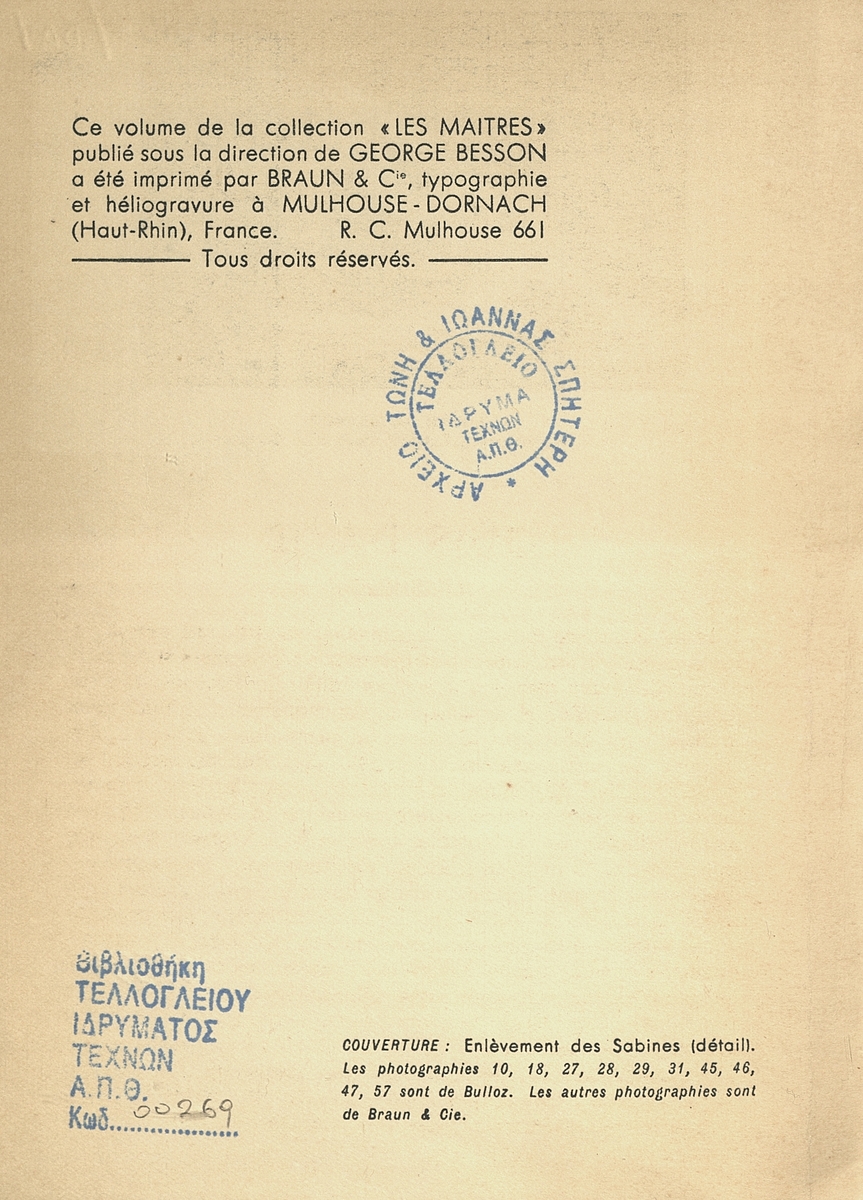 Ce volume de la collection «LES MAITRES»
publié sous la direction de GEORGE BESSON
a été imprimé par BRAUN & Cie, typographie
et héliogravure à MULHOUSE-DORNACH
(Haut-Rhin), France. R. C. Mulhouse 661
Tous droits réservés.
ΑΡΧΕΙΟ ΤΩΝΗ & ΙΩΑΝΝΑΣ ΣΠΗΤΕΡΗ *
ΤΕΛΛΟΓΛΕΙΟ
ΙΔΡΥΜΑ
ΤΕΧΝΩΝ
Α.Π.Θ.
Βιβλιοθήκη
ΤΕΛΛΟΓΛΕΙΟΥ
ΙΔΡΥΜΑΤΟΣ
ΤΕΧΝΩΝ
Α.Π.Θ.
Κωδ. 00269
COUVERTURE : Enlèvement des Sabines (détail).
Les photographies 10, 18, 27, 28, 29, 31, 45, 46,
47, 57 sont de Bulloz. Les autres photographies sont
de Braun & Cie.